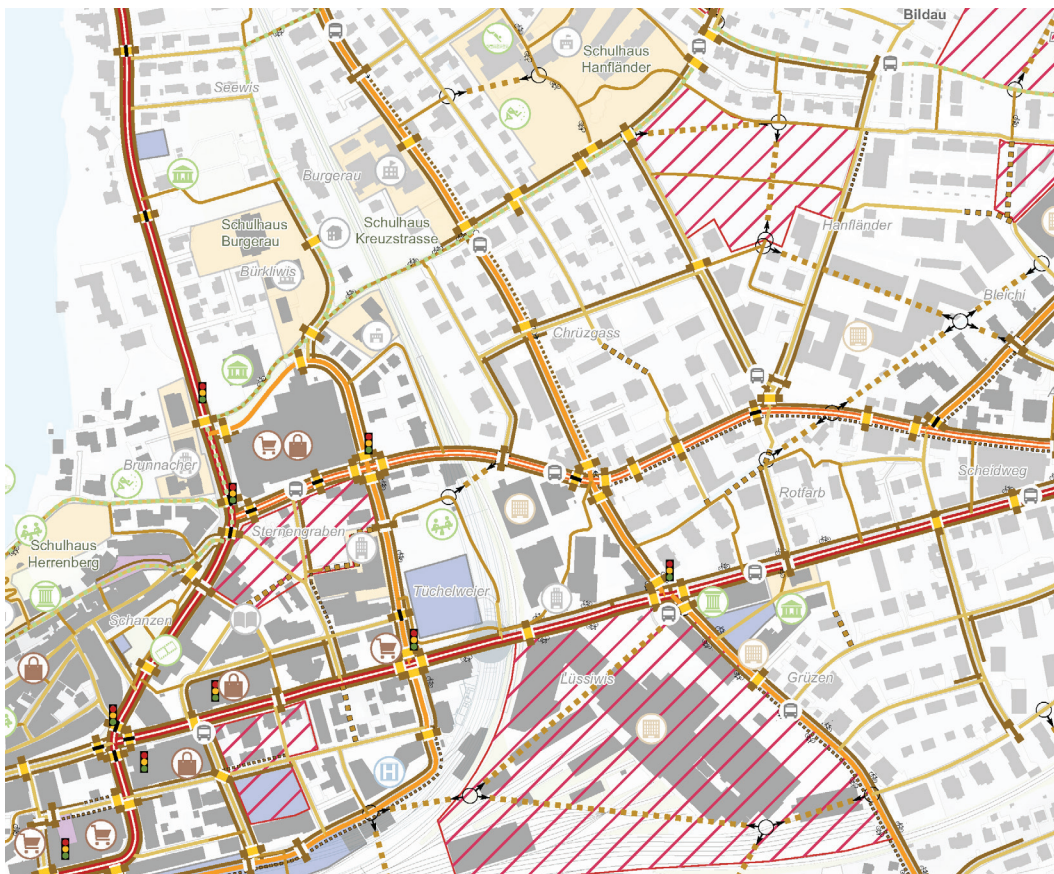 Bildau
Schulhaus
Hanfländer
Seewis
Burgerau
Schulhaus
Burgerau
Schulhaus
Kreuzstrasse
Hanfländer
Bürkliwis
Bleichi
Chrüzgass
Brunnacher
Scheidweg
Rotfarb
Sternengraben
Schulhaus
Herrenberg
Tüchelweier
Schanzen
Lüssiwis
Grüzen
H